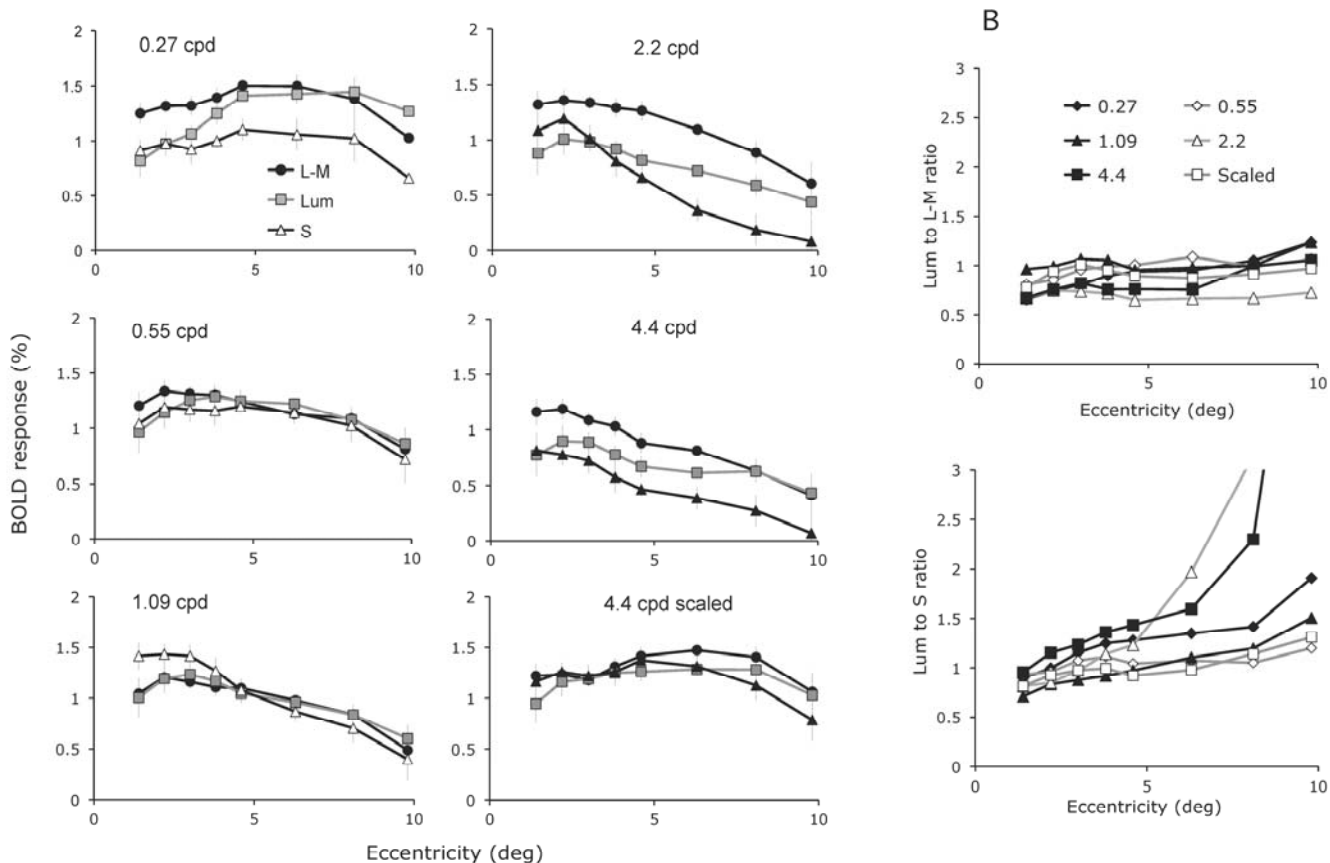 B
0.27 cpd
2
1.5
1
0.5
0
0 5 10
L-M
Lum
S
2.2 cpd
2
1.5
1
0.5
0
0 5 10
0.55 cpd
2
1.5
1
0.5
0
0 5 10
4.4 cpd
2
1.5
1
0.5
0
0 5 10
1.09 cpd
2
1.5
1
0.5
0
0 5 10
4.4 cpd scaled
2
1.5
1
0.5
0
0 5 10
BOLD response (%)
Eccentricity (deg)
3
2.5
2
1.5
1
0.5
0
0 5 10
0.27 0.55
1.09 2.2
4.4 Scaled
Lum to L-M ratio
Eccentricity (deg)
3
2.5
2
1.5
1
0.5
0
0 5 10
Lum to S ratio
Eccentricity (deg)